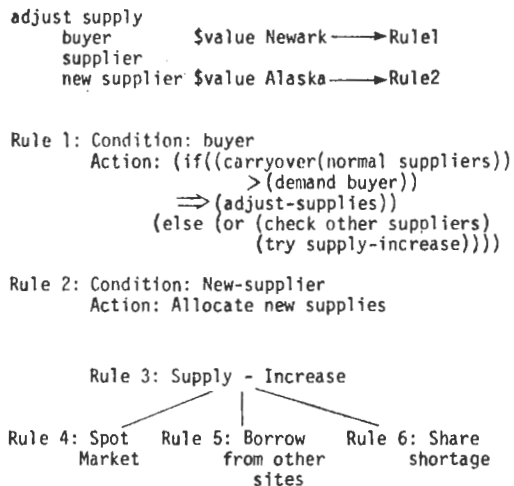 adjust supply
buyer $value Newark → Rule1
supplier
new supplier $value Alaska → Rule2
Rule 1: Condition: buyer
Action: (if((carryover(normal suppliers))
>(demand buyer))
⇒(adjust-supplies))
(else (or (check other suppliers)
(try supply-increase))))
Rule 2: Condition: New-supplier
Action: Allocate new supplies
Rule 3: Supply - Increase
Rule 4: Spot Rule 5: Borrow Rule 6: Share
Market from other shortage
sites